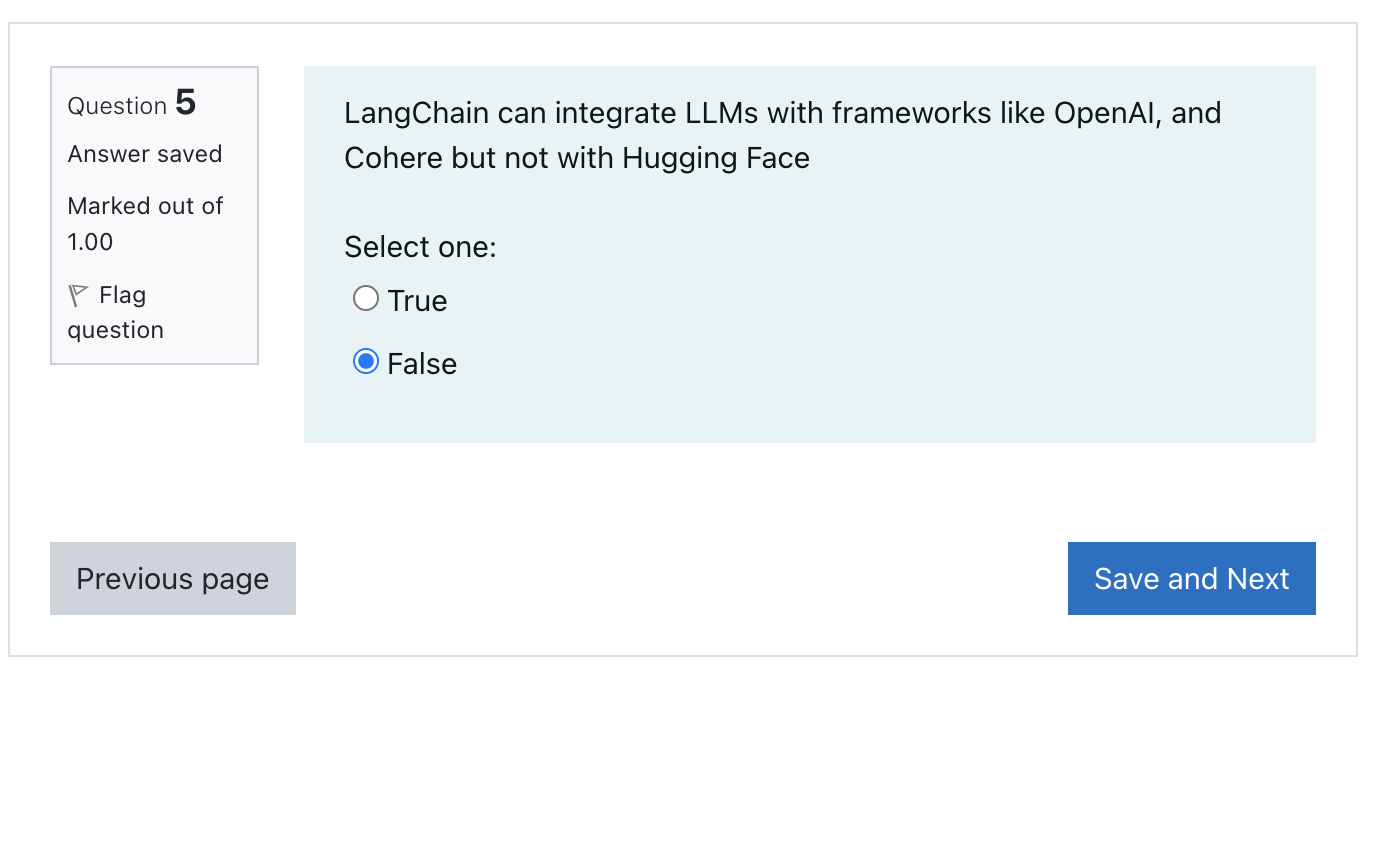 Question 5
Answer saved
Marked out of
1.00
Flag
question
LangChain can integrate LLMs with frameworks like OpenAI, and
Cohere but not with Hugging Face
Select one:
True
False
Previous page
Save and Next